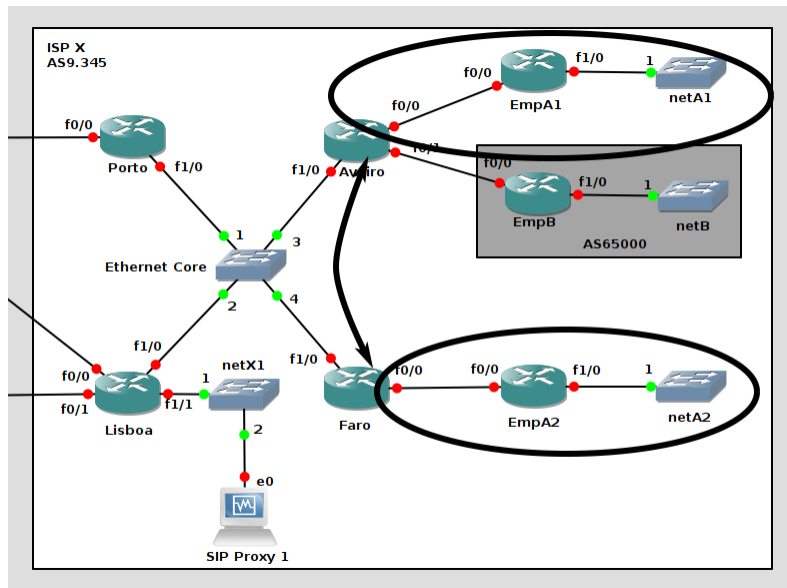 ISP X
AS9.345
f0/0
Porto
f1/0
f0/0
f1/0
EmpA1
1
netA1
f0/0
f0/1
f1/0
Aveiro
f0/0
f1/0
1
EmpB
netB
AS65000
1
3
Ethernet Core
2
4
f1/0
f0/0
f0/1
f1/1
Lisboa
netX1
1
2
e0
SIP Proxy 1
f1/0
f0/0
Faro
f0/0
f1/0
EmpA2
1
netA2